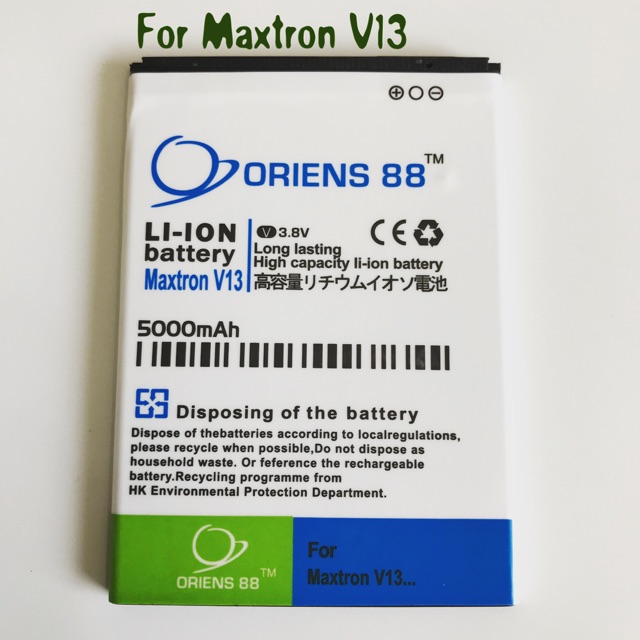 For Maxtron V13
ORIENS 88™
LI-ION
battery
Maxtron V13
V 3.8V
Long lasting
High capacity li-ion battery
高容量リチウムイオソ電池
5000mAh
Disposing of the battery
Dispose of thebatteries according to localregulations,
please recycle when possible,Do not dispose as
household waste. Or reference the rechargeable
battery.Recycling programme from
HK Environmental Protection Department.
ORIENS 88™
For
Maxtron V13...